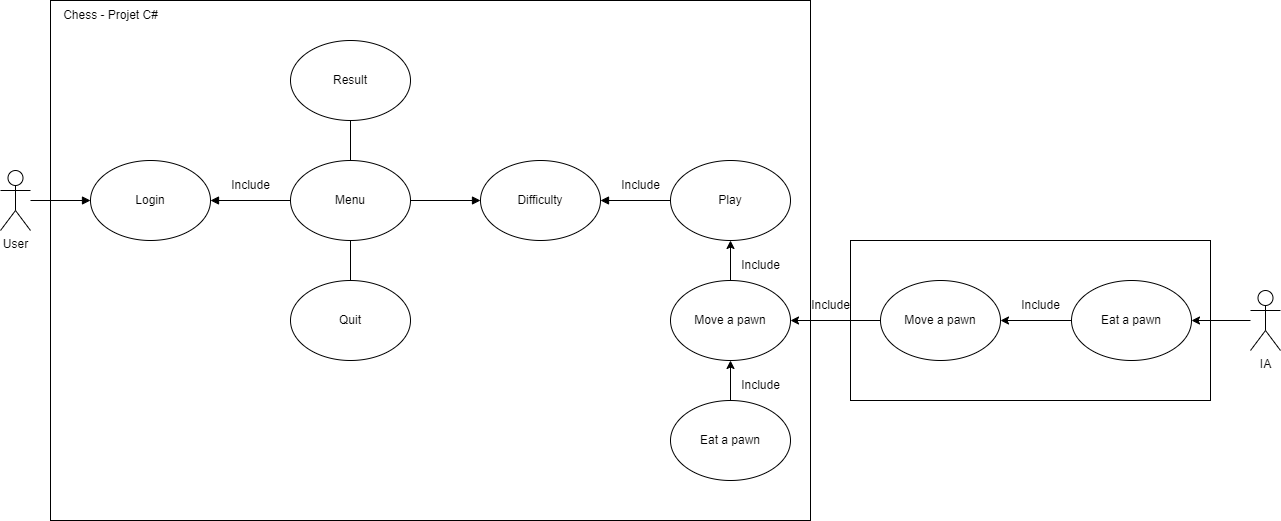 Chess - Projet C#
Result
Login
Include
Menu
Difficulty
Include
Play
User
Include
Quit
Move a pawn
Include
Move a pawn
Include
Eat a pawn
IA
Include
Eat a pawn